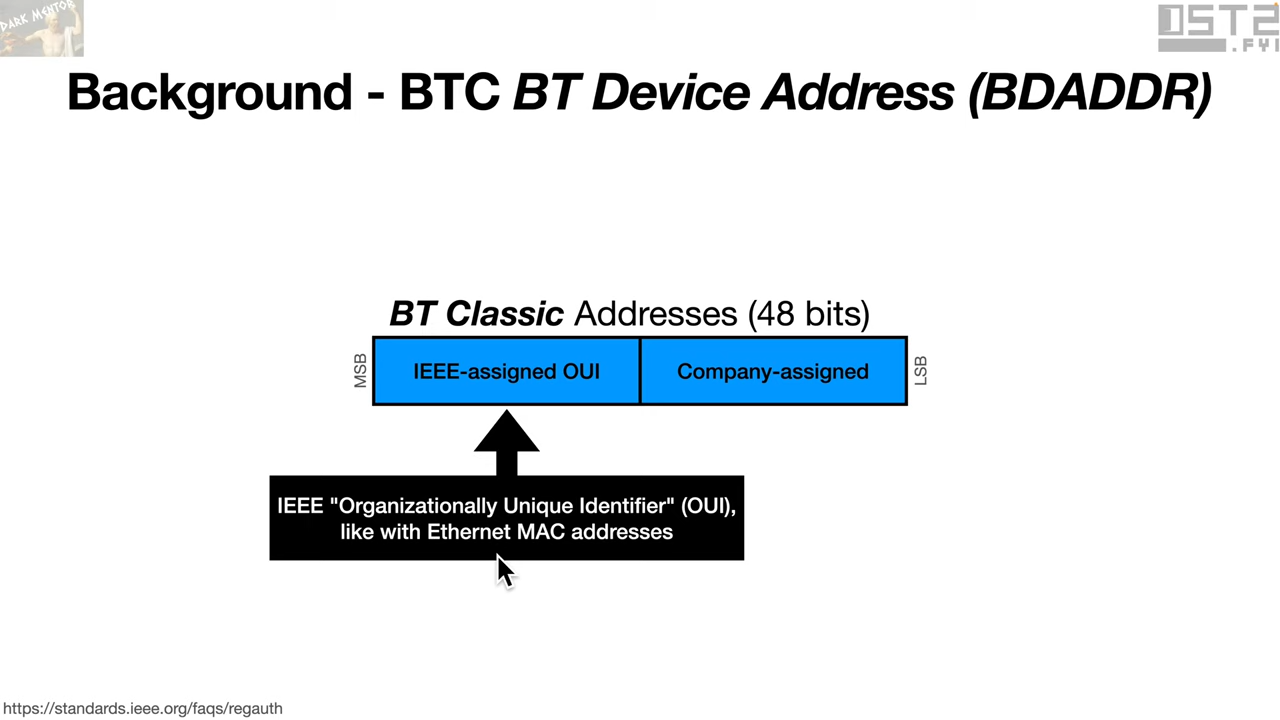 DARK MENTOR
OST2
.FYI
Background - BTC BT Device Address (BDADDR)
BT Classic Addresses (48 bits)
MSB
IEEE-assigned OUI
Company-assigned
LSB
IEEE "Organizationally Unique Identifier" (OUI),
like with Ethernet MAC addresses
https://standards.ieee.org/faqs/regauth